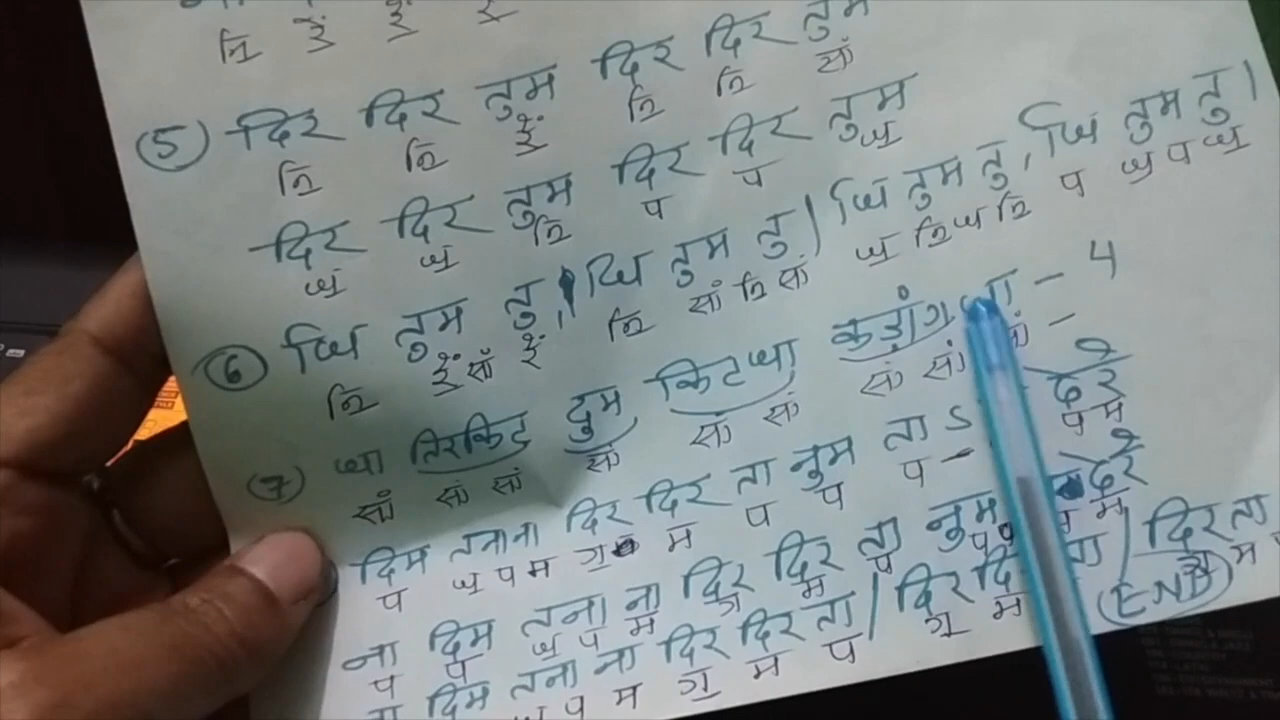 नि रें रें रें
(5) दिर दिर तुम दिर दिर तुम
नि नि रें नि नि सां
दिर दिर तुम दिर दिर तुम
ध॒ ध॒ नि प प ध॒
(6) धि तुम तु, धि तुम तु। धि तुम तु, धि तुम तु।
नि रें सां रें नि सां नि सां ध॒ नि ध॒ नि प ध॒ प ध॒
(7) धा तिरकिट दुम किटधा कड़ांग धा - 4
सां सां सां सां सां सां सां सां सां -
दिम तनाना दिर दिर ता नुम ता ऽ देरे
प ध॒ प म ग॒ म प प प - प म
ना दिम तना ना दिर दिर ता नुम देरे
प प ध॒ प म ग॒ म प प प म
दिम तना ना दिर दिर ता। दिर दि | दिर ता
ध॒ प म ग॒ म प ग॒ म म
(END)